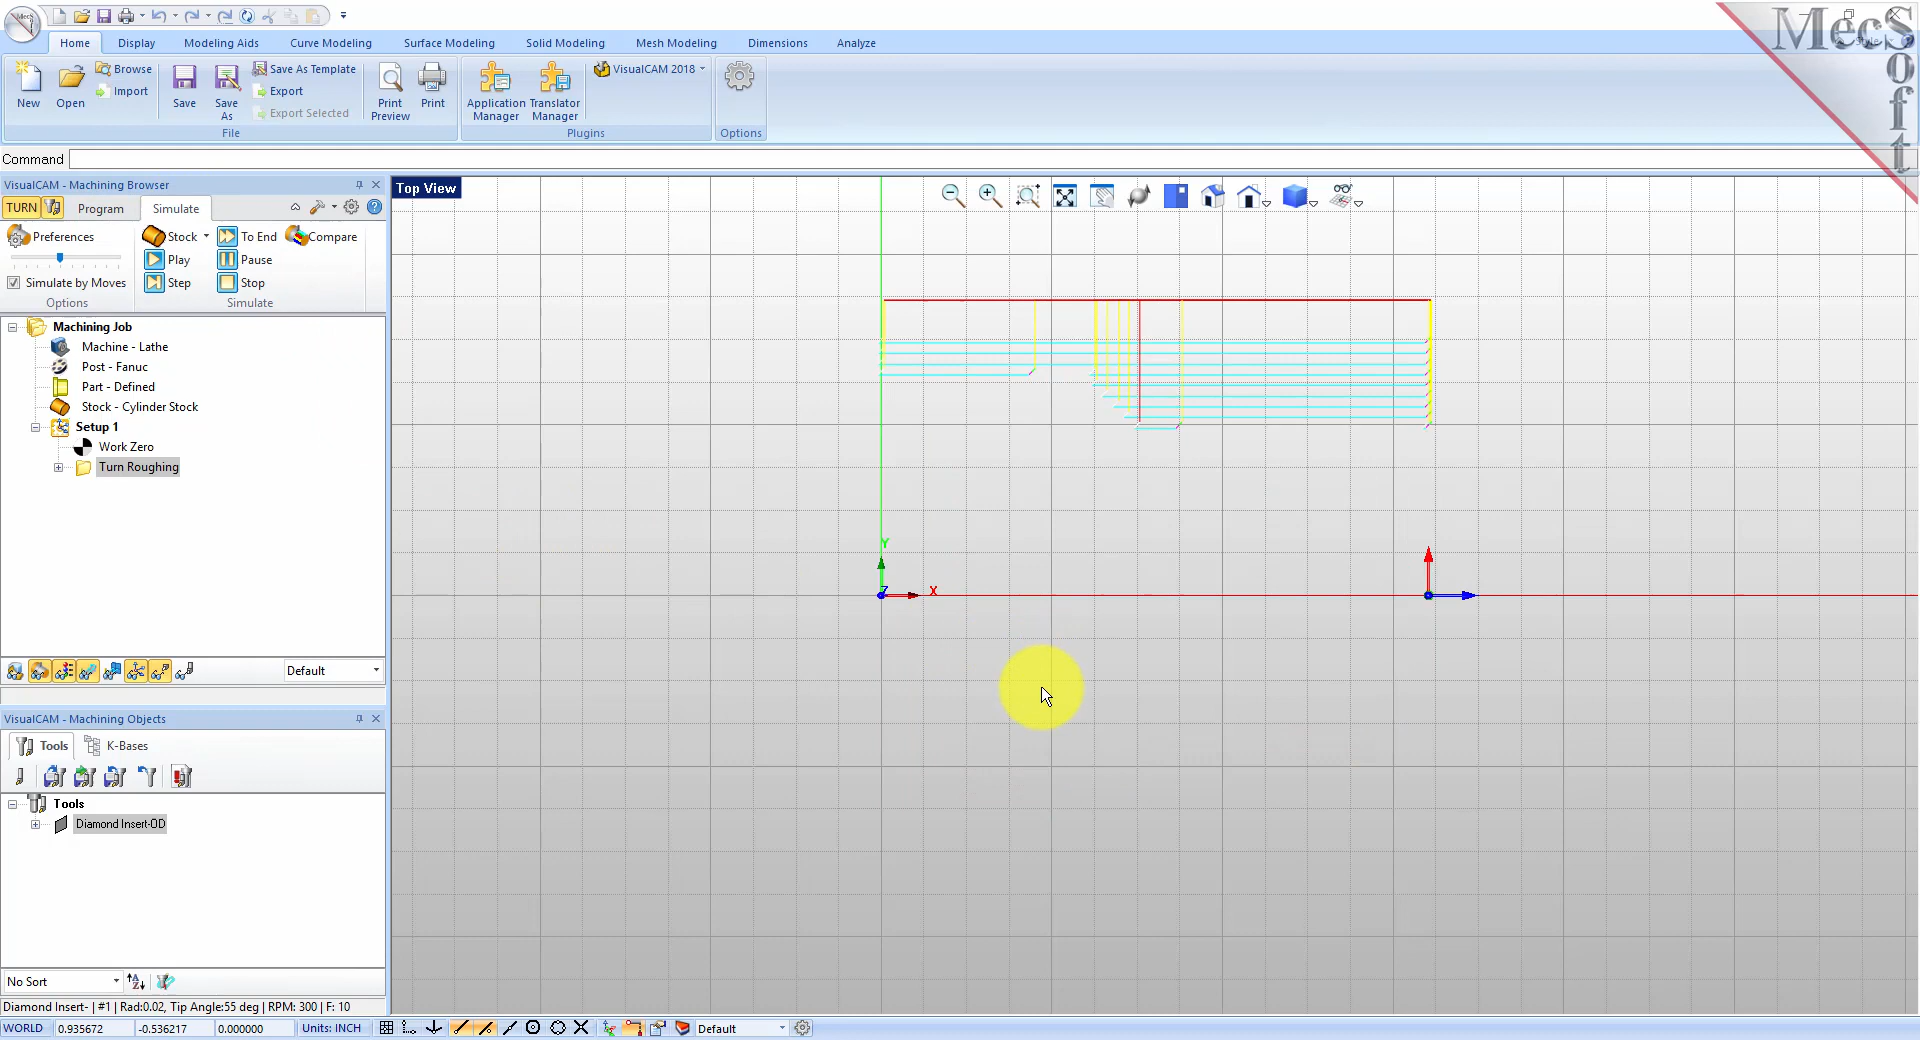 MecSoft
Home Display Modeling Aids Curve Modeling Surface Modeling Solid Modeling Mesh Modeling Dimensions Analyze
New Open Browse Import Save Save As Save As Template Export Export Selected Print Preview Print
Application Manager Translator Manager VisualCAM 2018
File Plugins Options
Command
VisualCAM - Machining Browser
TURN Program Simulate
Preferences Stock To End Compare
Play Pause
Simulate by Moves Step Stop
Options Simulate
Machining Job
Machine - Lathe
Post - Fanuc
Part - Defined
Stock - Cylinder Stock
Setup 1
Work Zero
Turn Roughing
Default
VisualCAM - Machining Objects
Tools K-Bases
Tools
Diamond Insert-OD
No Sort
Diamond Insert- | #1 | Rad:0.02, Tip Angle:55 deg | RPM: 300 | F: 10
Top View
Y
Z X
WORLD 0.935672 -0.536217 0.000000 Units: INCH Default